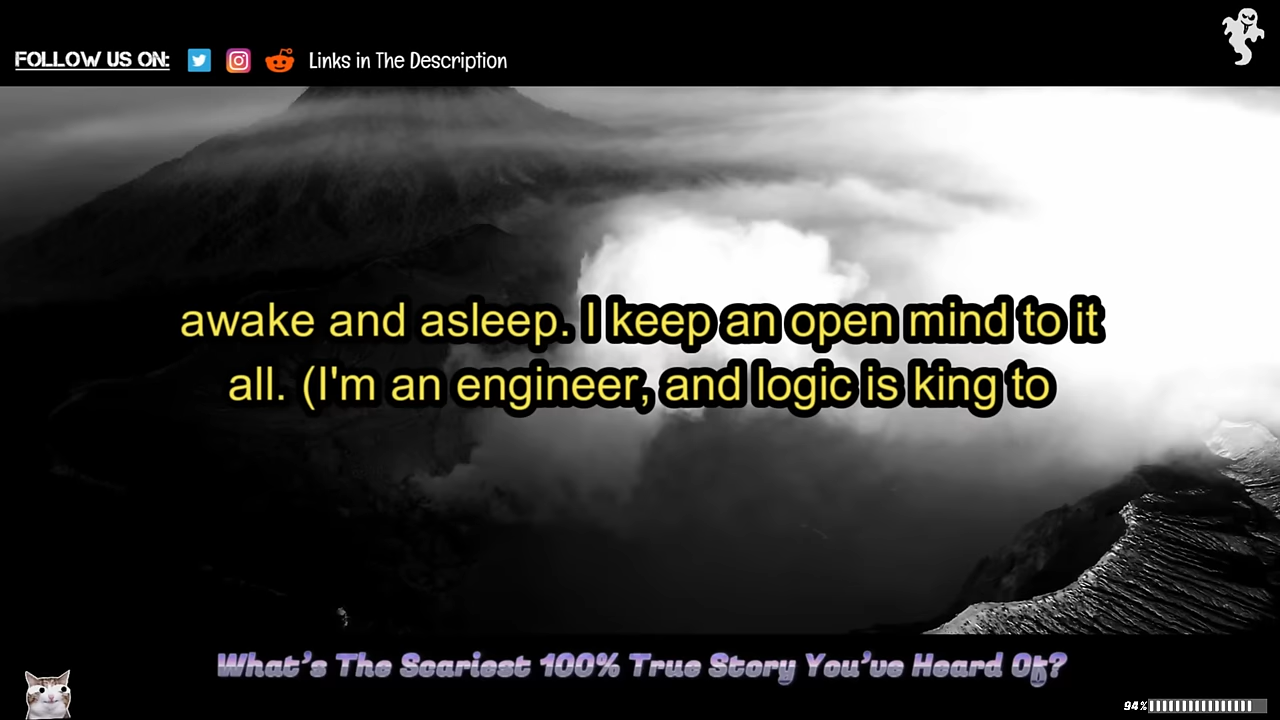 FOLLOW US ON: Links in The Description
awake and asleep. I keep an open mind to it
all. (I'm an engineer, and logic is king to
What's The Scariest 100% True Story You've Heard Of?
94%